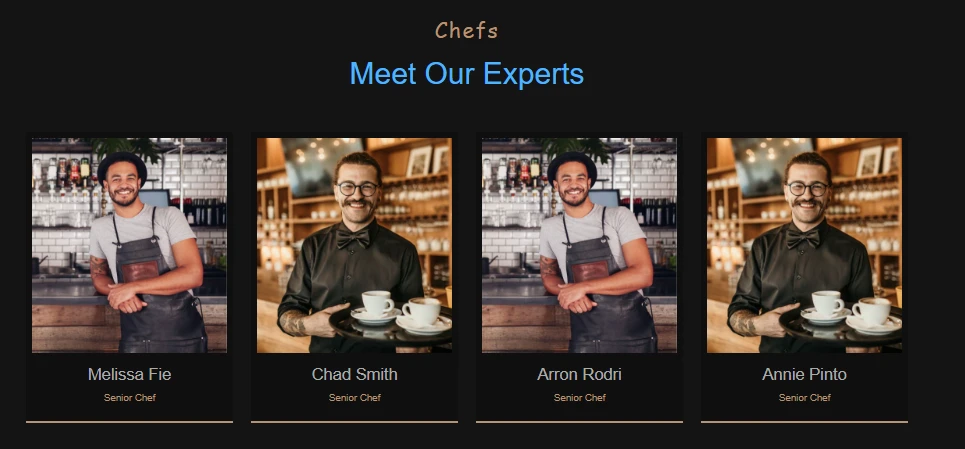 Chefs
Meet Our Experts
Melissa Fie
Senior Chef
Chad Smith
Senior Chef
Arron Rodri
Senior Chef
Annie Pinto
Senior Chef